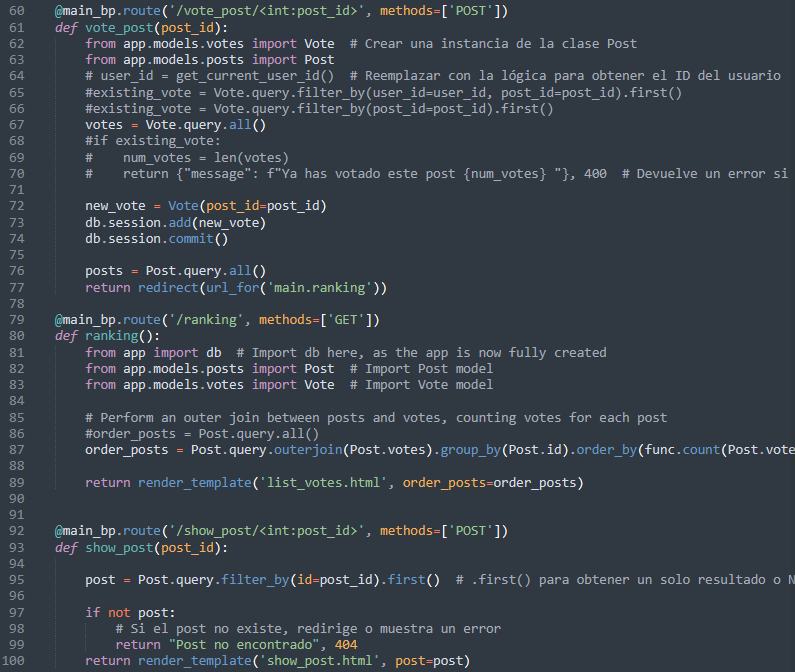 60 @main_bp.route('/vote_post/<int:post_id>', methods=['POST'])
61 def vote_post(post_id):
62     from app.models.votes import Vote  # Crear una instancia de la clase Post
63     from app.models.posts import Post
64     # user_id = get_current_user_id()  # Reemplazar con la lógica para obtener el ID del usuario
65     #existing_vote = Vote.query.filter_by(user_id=user_id, post_id=post_id).first()
66     #existing_vote = Vote.query.filter_by(post_id=post_id).first()
67     votes = Vote.query.all()
68     #if existing_vote:
69     #    num_votes = len(votes)
70     #    return {"message": f"Ya has votado este post {num_votes} "}, 400  # Devuelve un error si
71
72     new_vote = Vote(post_id=post_id)
73     db.session.add(new_vote)
74     db.session.commit()
75
76     posts = Post.query.all()
77     return redirect(url_for('main.ranking'))
78
79 @main_bp.route('/ranking', methods=['GET'])
80 def ranking():
81     from app import db  # Import db here, as the app is now fully created
82     from app.models.posts import Post  # Import Post model
83     from app.models.votes import Vote  # Import Vote model
84
85     # Perform an outer join between posts and votes, counting votes for each post
86     #order_posts = Post.query.all()
87     order_posts = Post.query.outerjoin(Post.votes).group_by(Post.id).order_by(func.count(Post.vote
88
89     return render_template('list_votes.html', order_posts=order_posts)
90
91
92 @main_bp.route('/show_post/<int:post_id>', methods=['POST'])
93 def show_post(post_id):
94
95     post = Post.query.filter_by(id=post_id).first()  # .first() para obtener un solo resultado o N
96
97     if not post:
98         # Si el post no existe, redirige o muestra un error
99         return "Post no encontrado", 404
100     return render_template('show_post.html', post=post)